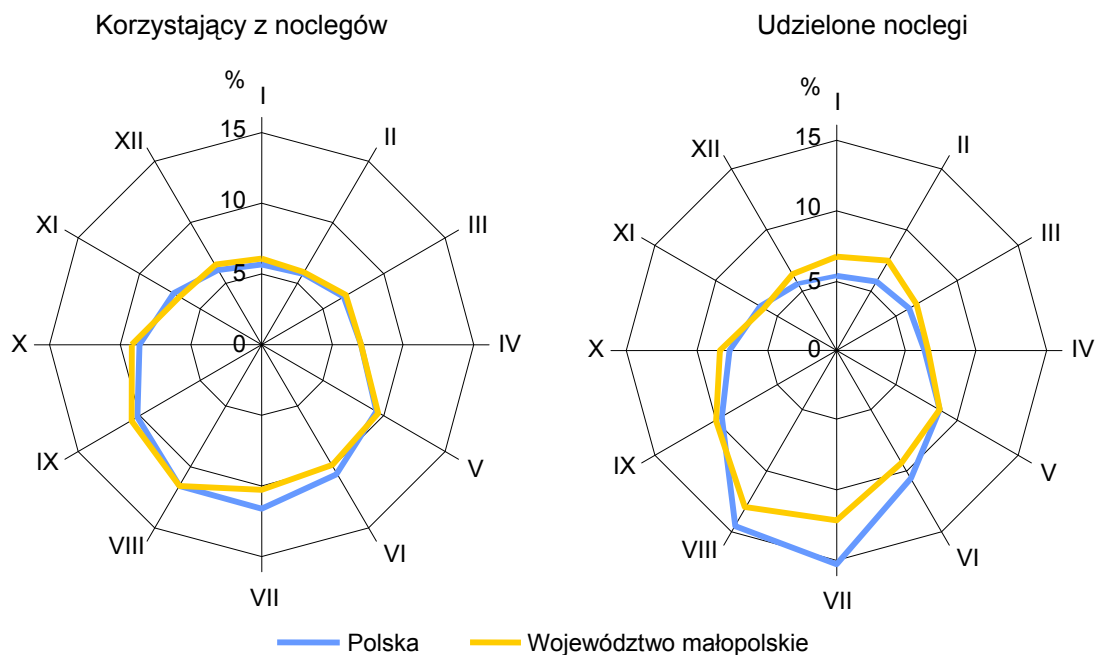 Korzystający z noclegów
%
I
II
III
IV
V
VI
VII
VIII
IX
X
XI
XII
15
10
5
0
Udzielone noclegi
%
I
II
III
IV
V
VI
VII
VIII
IX
X
XI
XII
15
10
5
0
Polska
Województwo małopolskie